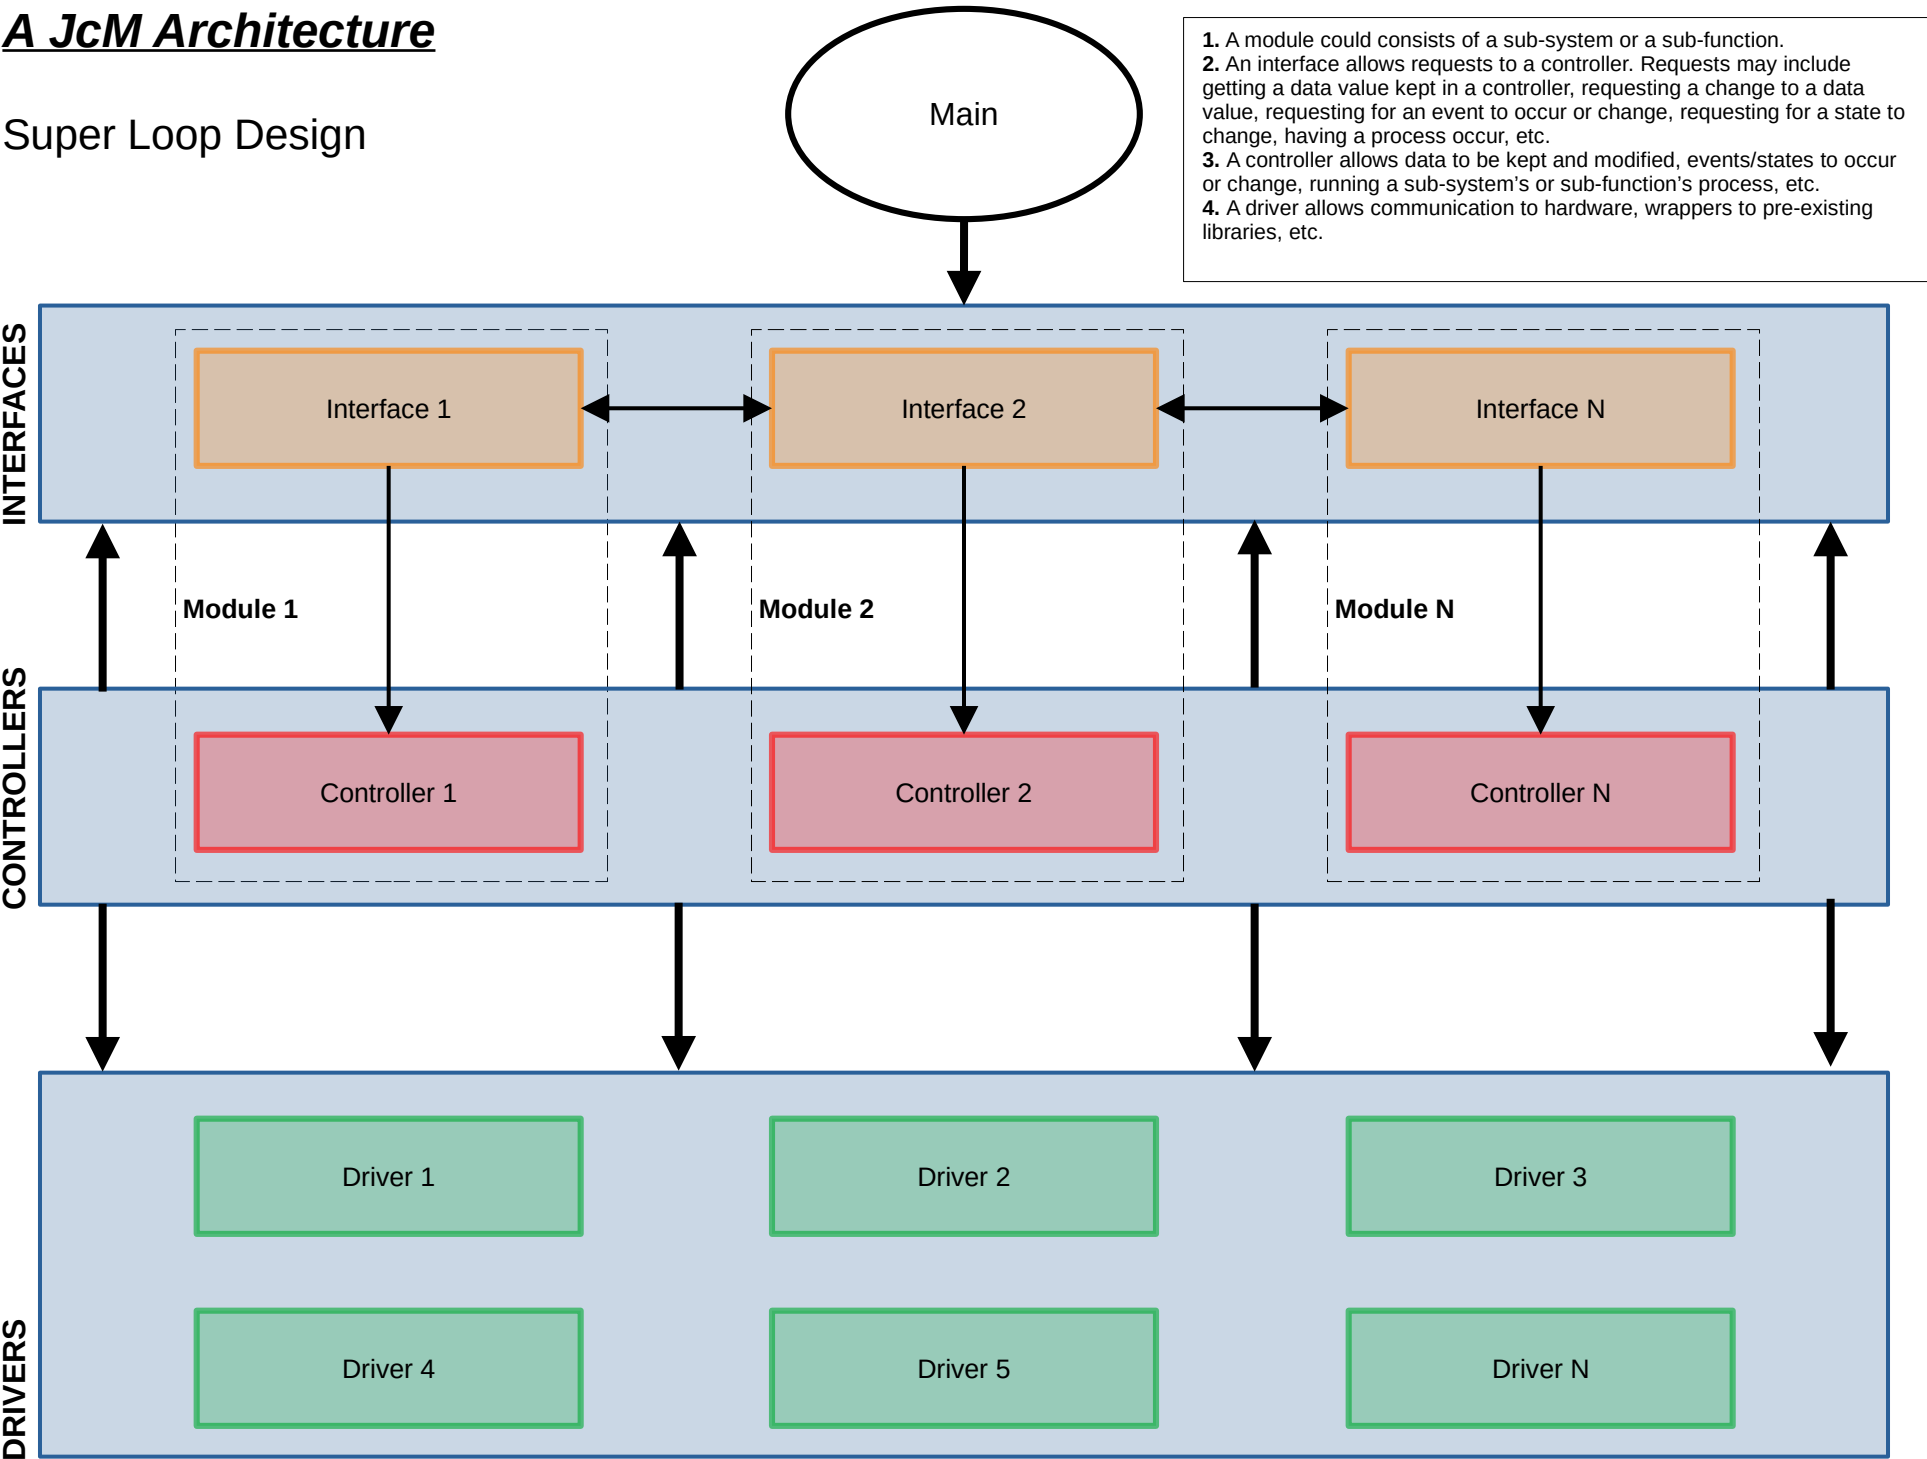 A JcM Architecture
Super Loop Design
Main
1. A module could consists of a sub-system or a sub-function.
2. An interface allows requests to a controller. Requests may include
getting a data value kept in a controller, requesting a change to a data
value, requesting for an event to occur or change, requesting for a state to
change, having a process occur, etc.
3. A controller allows data to be kept and modified, events/states to occur
or change, running a sub-system’s or sub-function’s process, etc.
4. A driver allows communication to hardware, wrappers to pre-existing
libraries, etc.
INTERFACES
Interface 1
Interface 2
Interface N
Module 1
Module 2
Module N
CONTROLLERS
Controller 1
Controller 2
Controller N
DRIVERS
Driver 1
Driver 2
Driver 3
Driver 4
Driver 5
Driver N